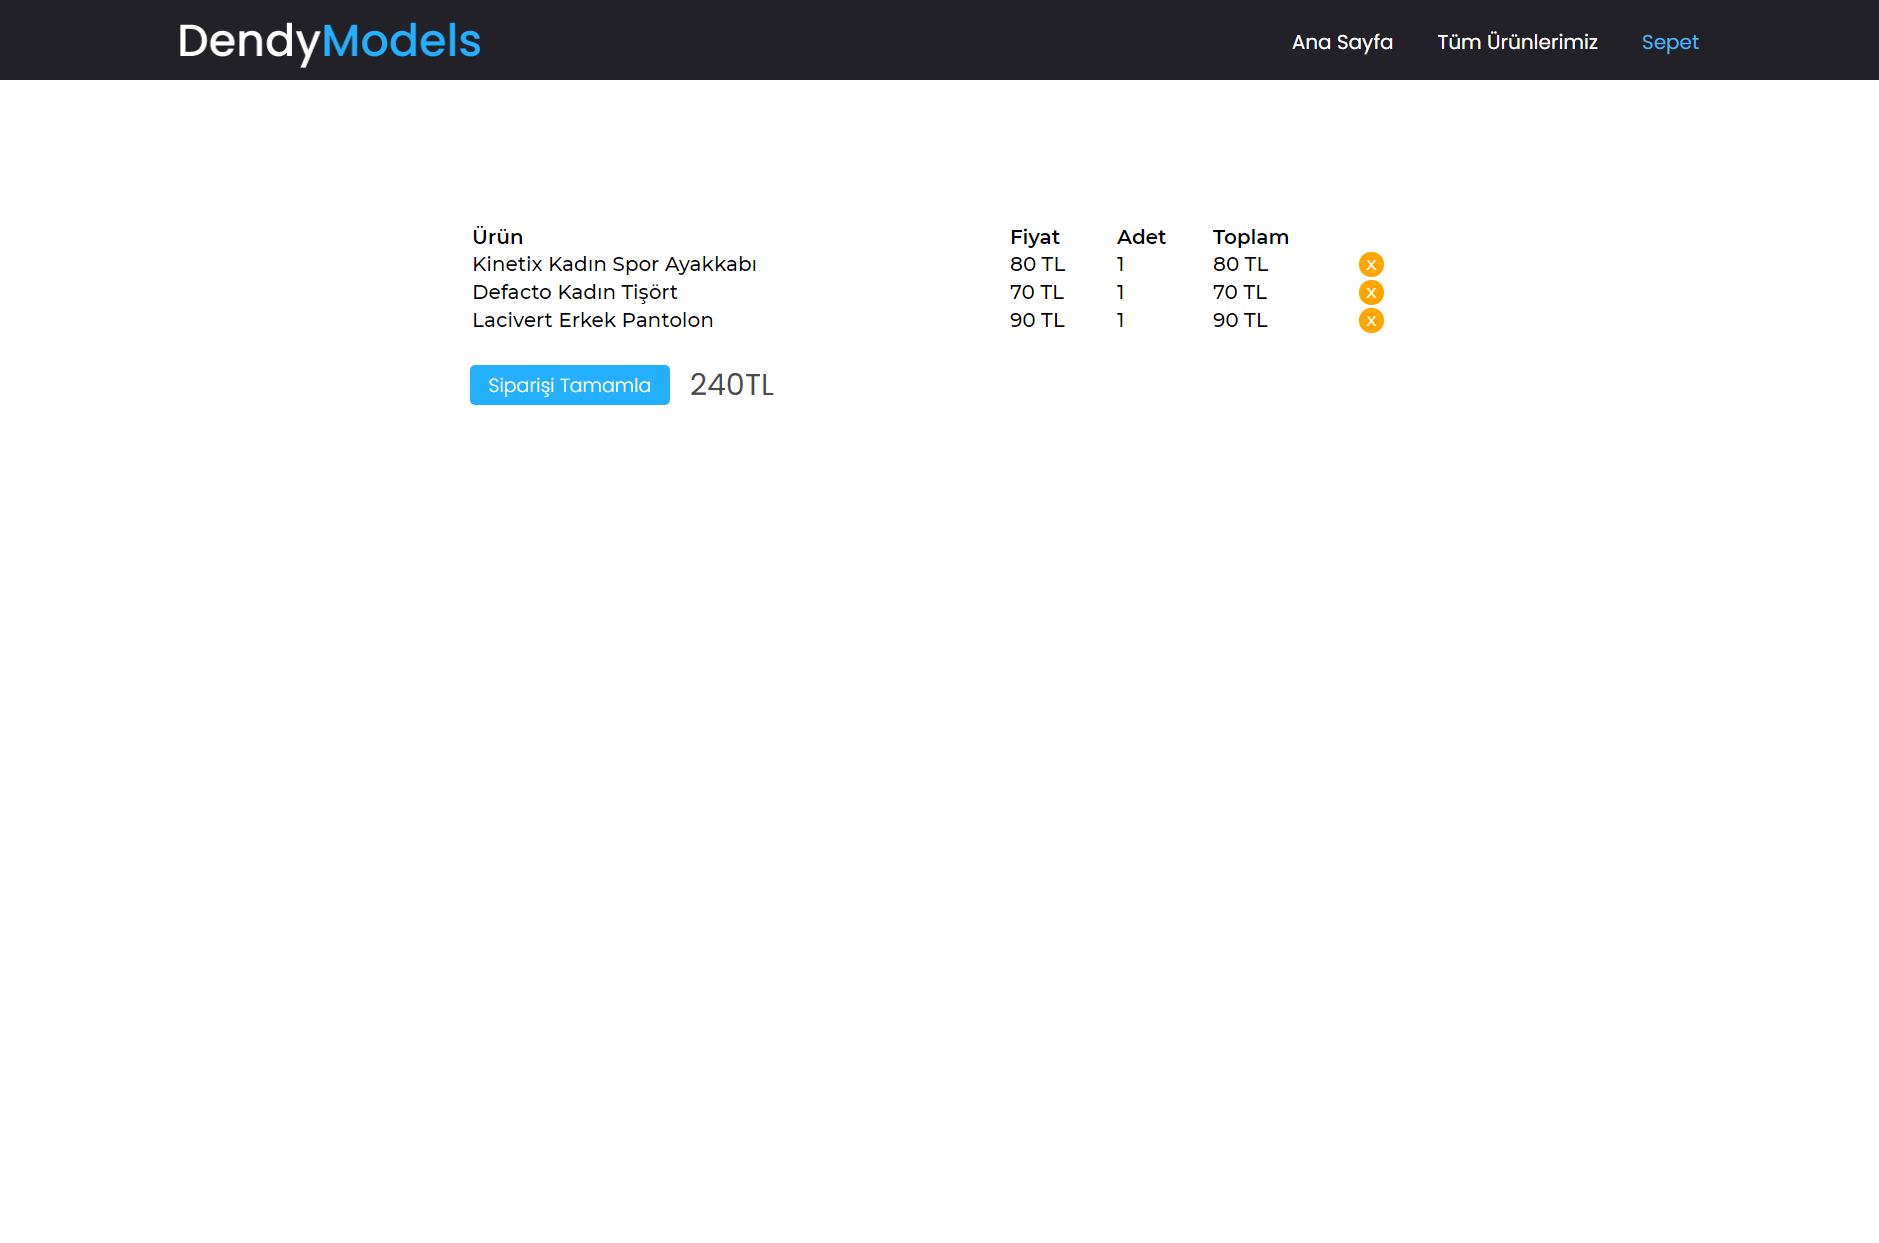 DendyModels Ana Sayfa Tüm Ürünlerimiz Sepet
Ürün Fiyat Adet Toplam
Kinetix Kadın Spor Ayakkabı 80 TL 1 80 TL x
Defacto Kadın Tişört 70 TL 1 70 TL x
Lacivert Erkek Pantolon 90 TL 1 90 TL x
Siparişi Tamamla 240TL